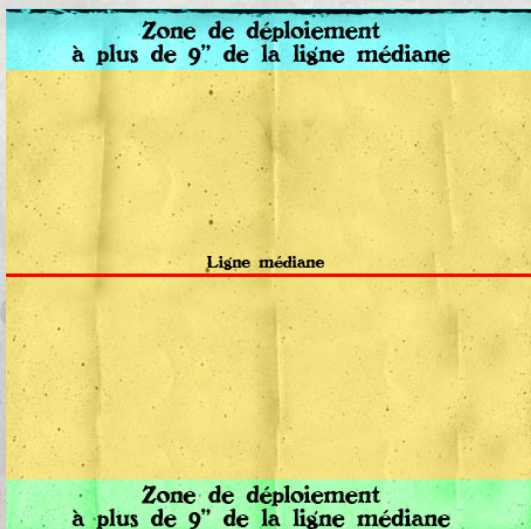 Zone de déploiement
à plus de 9” de la ligne médiane
Ligne médiane
Zone de déploiement
à plus de 9” de la ligne médiane